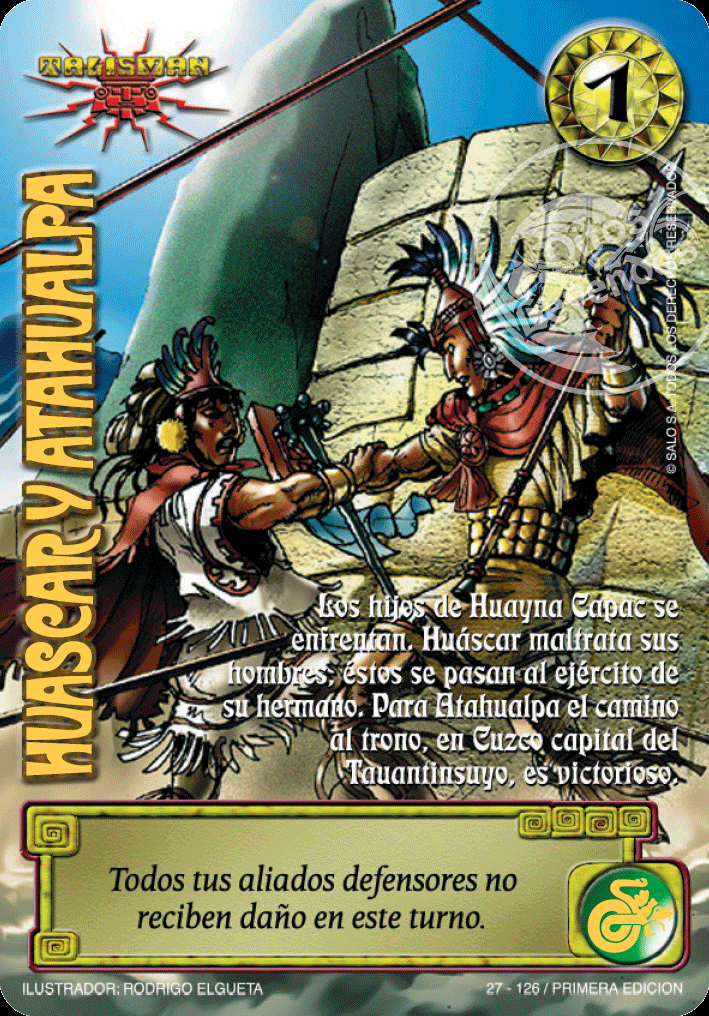 TALISMAN
1
HUASCAR Y ATAHUALPA
© SALO S.A. TODOS LOS DERECHOS RESERVADOS
Los hijos de Huayna Capac se
enfrentan. Huáscar maltrata sus
hombres; éstos se pasan al ejército de
su hermano. Para Atahualpa el camino
al trono, en Cuzco capital del
Tauantinsuyo, es victorioso.
Todos tus aliados defensores no
reciben daño en este turno.
ILUSTRADOR: RODRIGO ELGUETA
27 - 126 / PRIMERA EDICION